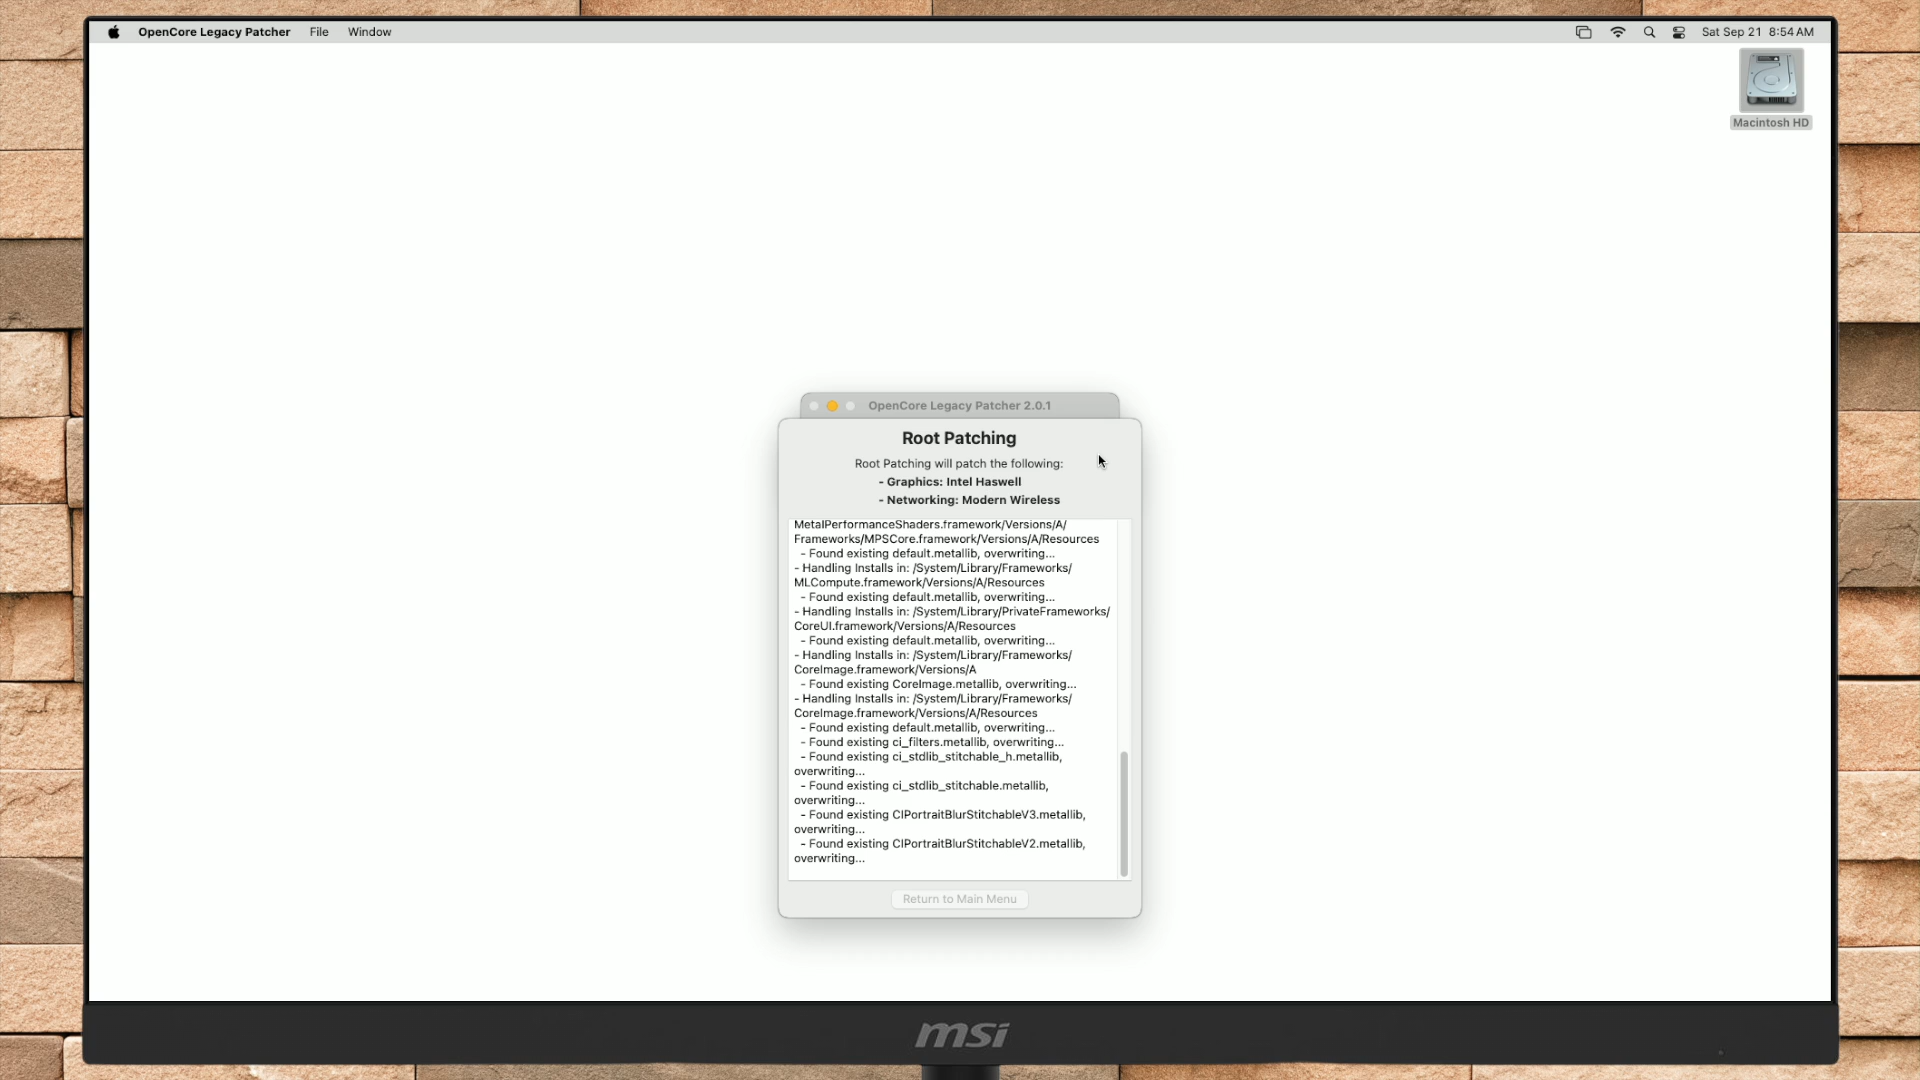 OpenCore Legacy Patcher File Window Sat Sep 21 8:54 AM
Macintosh HD
OpenCore Legacy Patcher 2.0.1
Root Patching
Root Patching will patch the following:
- Graphics: Intel Haswell
- Networking: Modern Wireless
MetalPerformanceShaders.framework/Versions/A/
Frameworks/MPSCore.framework/Versions/A/Resources
- Found existing default.metallib, overwriting...
- Handling Installs in: /System/Library/Frameworks/
MLCompute.framework/Versions/A/Resources
- Found existing default.metallib, overwriting...
- Handling Installs in: /System/Library/PrivateFrameworks/
CoreUI.framework/Versions/A/Resources
- Found existing default.metallib, overwriting...
- Handling Installs in: /System/Library/Frameworks/
CoreImage.framework/Versions/A
- Found existing CoreImage.metallib, overwriting...
- Handling Installs in: /System/Library/Frameworks/
CoreImage.framework/Versions/A/Resources
- Found existing default.metallib, overwriting...
- Found existing ci_filters.metallib, overwriting...
- Found existing ci_stdlib_stitchable_h.metallib,
overwriting...
- Found existing ci_stdlib_stitchable.metallib,
overwriting...
- Found existing CIPortraitBlurStitchableV3.metallib,
overwriting...
- Found existing CIPortraitBlurStitchableV2.metallib,
overwriting...
Return to Main Menu
msi